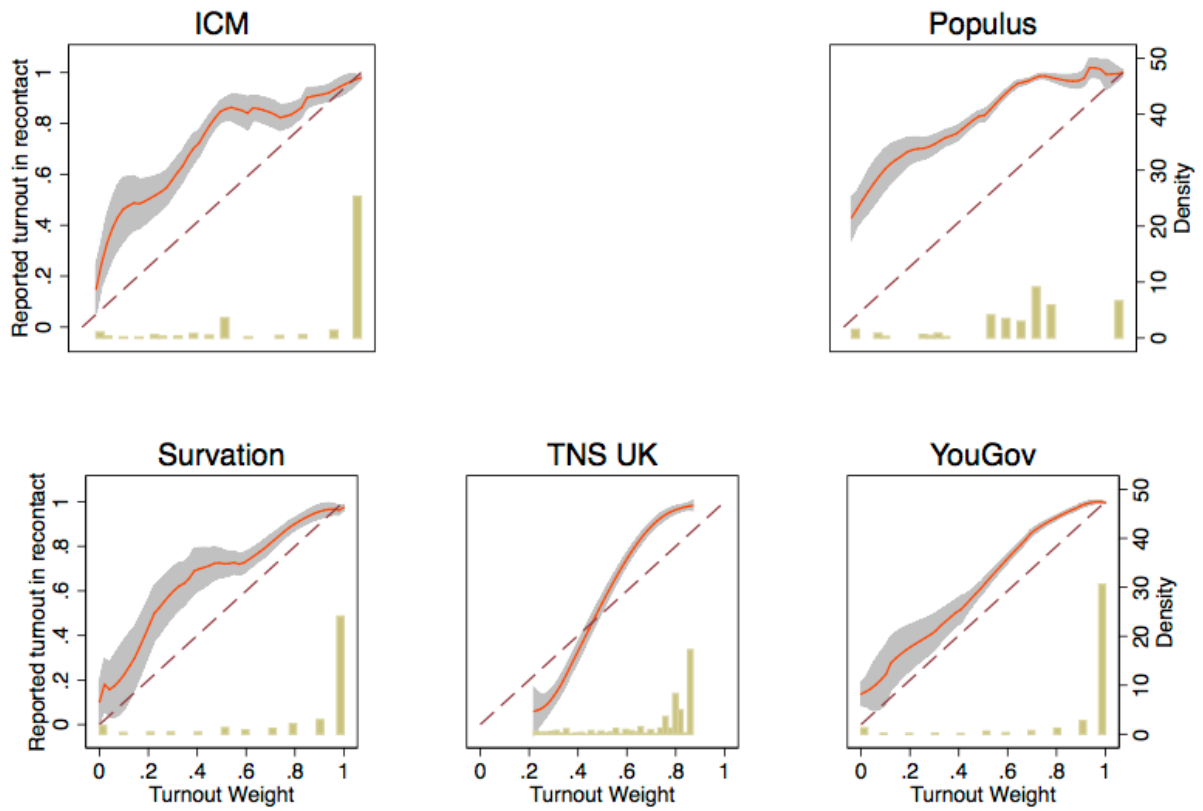 ICM
Populus
Reported turnout in recontact
0 .2 .4 .6 .8 1
0 10 20 30 40 50
Density
Survation
TNS UK
YouGov
Reported turnout in recontact
0 .2 .4 .6 .8 1
0 10 20 30 40 50
Density
0 .2 .4 .6 .8 1
0 .2 .4 .6 .8 1
0 .2 .4 .6 .8 1
Turnout Weight
Turnout Weight
Turnout Weight